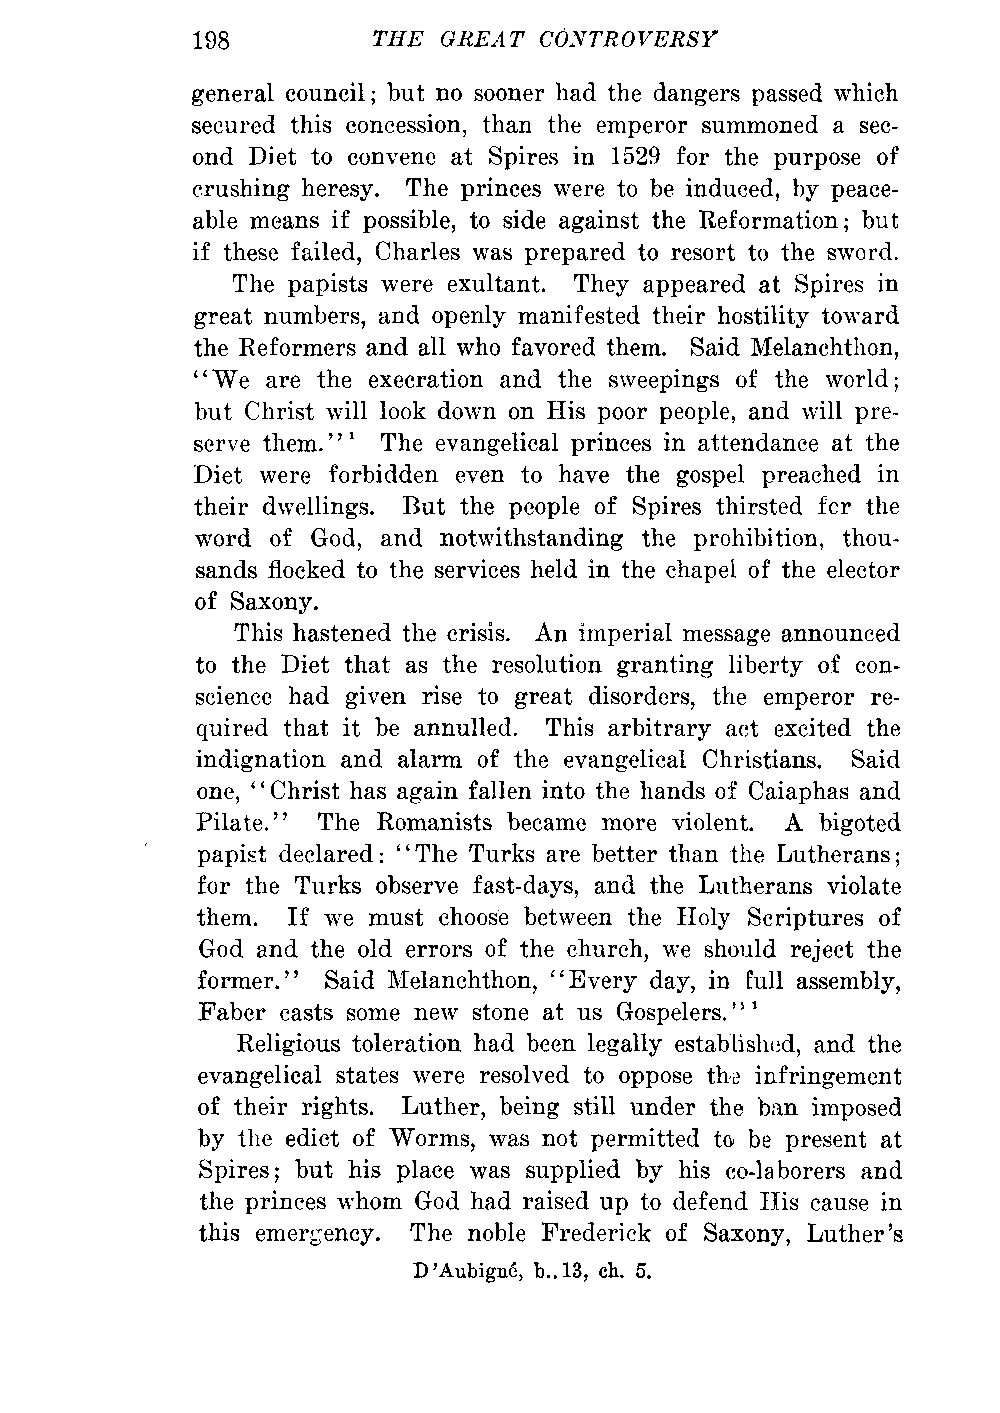 198 THE GREAT CONTROVERSY
general council; but no sooner had the dangers passed which
secured this concession, than the emperor summoned a sec-
ond Diet to convene at Spires in 1529 for the purpose of
crushing heresy. The princes were to be induced, by peace-
able means if possible, to side against the Reformation; but
if these failed, Charles was prepared to resort to the sword.
The papists were exultant. They appeared at Spires in
great numbers, and openly manifested their hostility toward
the Reformers and all who favored them. Said Melanchthon,
"We are the execration and the sweepings of the world;
but Christ will look down on His poor people, and will pre-
serve them."¹ The evangelical princes in attendance at the
Diet were forbidden even to have the gospel preached in
their dwellings. But the people of Spires thirsted for the
word of God, and notwithstanding the prohibition, thou-
sands flocked to the services held in the chapel of the elector
of Saxony.
This hastened the crisis. An imperial message announced
to the Diet that as the resolution granting liberty of con-
science had given rise to great disorders, the emperor re-
quired that it be annulled. This arbitrary act excited the
indignation and alarm of the evangelical Christians. Said
one, "Christ has again fallen into the hands of Caiaphas and
Pilate." The Romanists became more violent. A bigoted
papist declared: "The Turks are better than the Lutherans;
for the Turks observe fast-days, and the Lutherans violate
them. If we must choose between the Holy Scriptures of
God and the old errors of the church, we should reject the
former." Said Melanchthon, "Every day, in full assembly,
Faber casts some new stone at us Gospelers."¹
Religious toleration had been legally established, and the
evangelical states were resolved to oppose the infringement
of their rights. Luther, being still under the ban imposed
by the edict of Worms, was not permitted to be present at
Spires; but his place was supplied by his co-laborers and
the princes whom God had raised up to defend His cause in
this emergency. The noble Frederick of Saxony, Luther's
D'Aubigné, b..13, ch. 5.